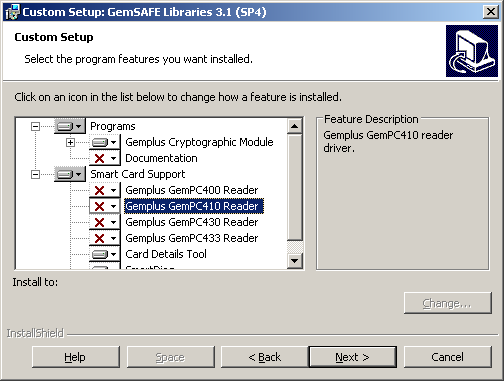 Custom Setup: GemSAFE Libraries 3.1 (SP4)
Custom Setup
Select the program features you want installed.
Click on an icon in the list below to change how a feature is installed.
Programs
Gemplus Cryptographic Module
Documentation
Smart Card Support
Gemplus GemPC400 Reader
Gemplus GemPC410 Reader
Gemplus GemPC430 Reader
Gemplus GemPC433 Reader
Card Details Tool
SmartDiag
Feature Description
Gemplus GemPC410 reader
driver.
Install to:
Change...
InstallShield
Help
Space
< Back
Next >
Cancel